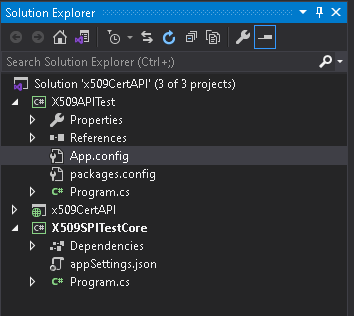 Solution Explorer
Search Solution Explorer (Ctrl+;)
Solution 'x509CertAPI' (3 of 3 projects)
C# X509APITest
Properties
References
App.config
packages.config
C# Program.cs
x509CertAPI
C# X509SPITestCore
Dependencies
appSettings.json
C# Program.cs